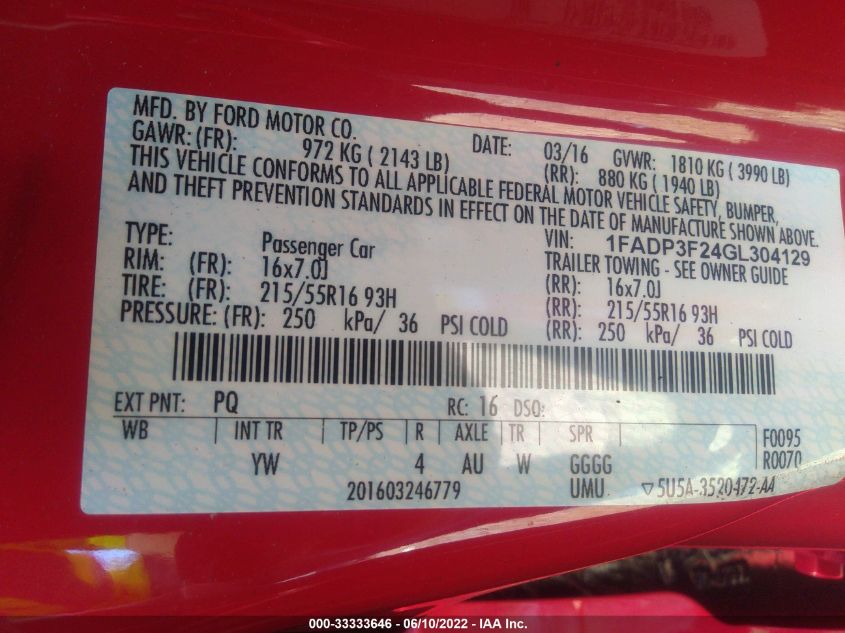 MFD. BY FORD MOTOR CO.
DATE: 03/16 GVWR: 1810 KG ( 3990 LB)
GAWR: (FR): 972 KG ( 2143 LB) (RR): 880 KG ( 1940 LB)
THIS VEHICLE CONFORMS TO ALL APPLICABLE FEDERAL MOTOR VEHICLE SAFETY, BUMPER,
AND THEFT PREVENTION STANDARDS IN EFFECT ON THE DATE OF MANUFACTURE SHOWN ABOVE.
VIN: 1FADP3F24GL304129
TYPE: Passenger Car TRAILER TOWING - SEE OWNER GUIDE
RIM: (FR): 16x7.0J (RR): 16x7.0J
TIRE: (FR): 215/55R16 93H (RR): 215/55R16 93H
PRESSURE: (FR): 250 kPa/ 36 PSI COLD (RR): 250 kPa/ 36 PSI COLD
EXT PNT: PQ RC: 16 DSO:
WB INT TR TP/PS R AXLE TR SPR F0095
YW 4 AU W GGGG R0070
201603246779 UMU ▽5U5A-3520472-AA
000-33333646 - 06/10/2022 - IAA Inc.